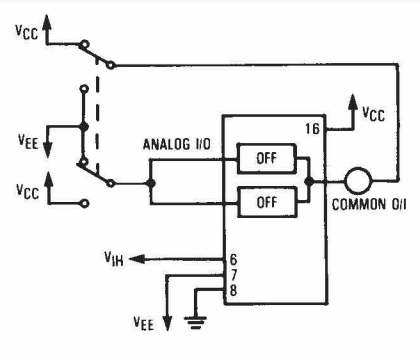 VCC
VEE
VCC
ANALOG I/O
16
VCC
OFF
OFF
COMMON O/I
VIH
6
7
8
VEE